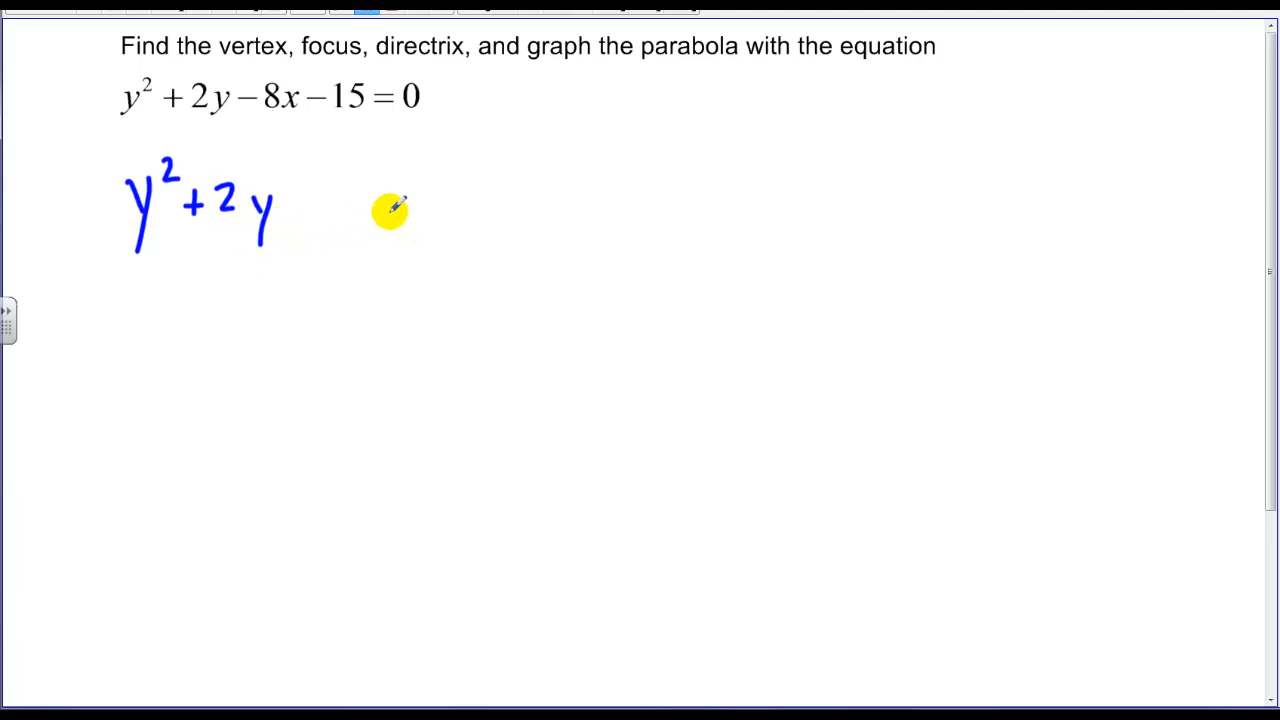 Find the vertex, focus, directrix, and graph the parabola with the equation
y² + 2y − 8x − 15 = 0
y² + 2y